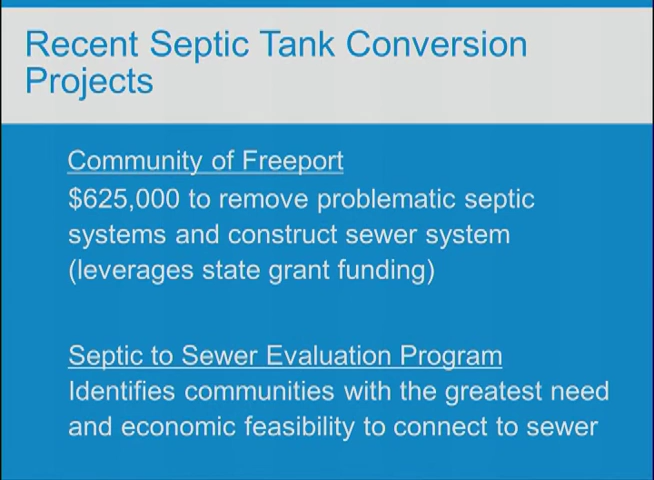 Recent Septic Tank Conversion
Projects
Community of Freeport
$625,000 to remove problematic septic
systems and construct sewer system
(leverages state grant funding)
Septic to Sewer Evaluation Program
Identifies communities with the greatest need
and economic feasibility to connect to sewer